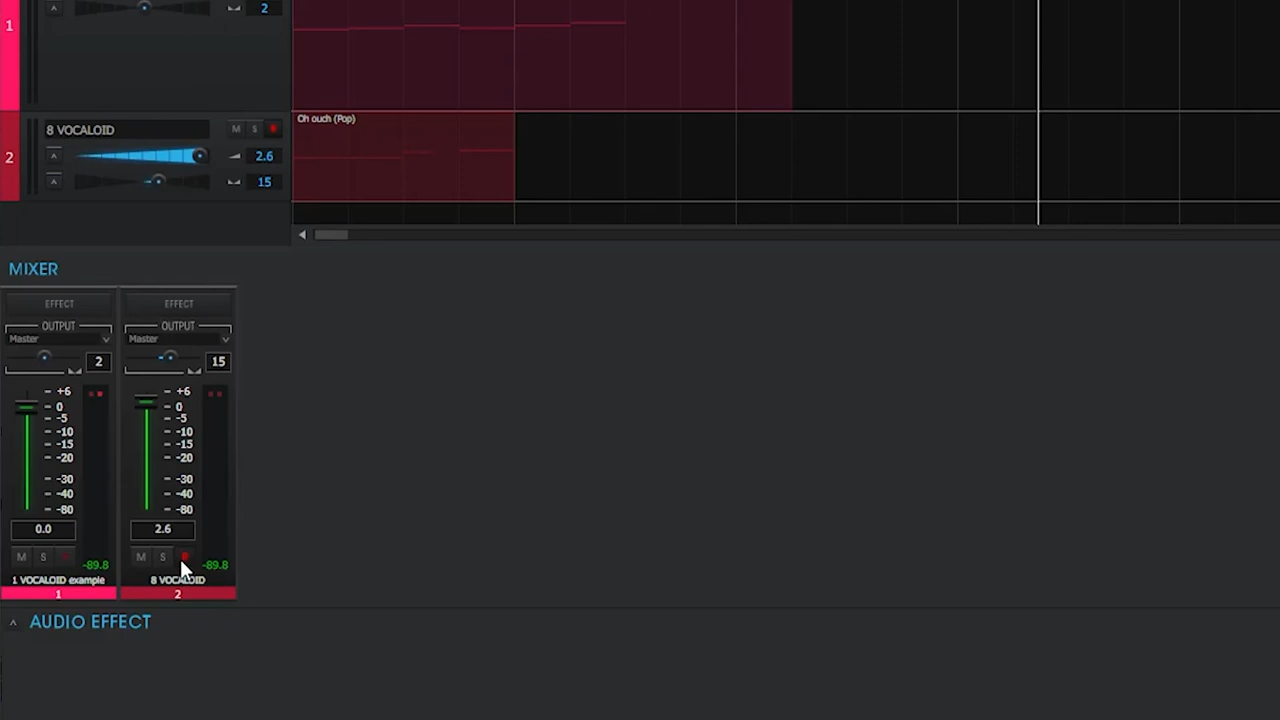 1
2
8 VOCALOID
M S
Oh ouch (Pop)
2
2.6
15
MIXER
EFFECT
OUTPUT
Master
2
+6
0
-5
-10
-15
-20
-30
-40
-80
0.0
M S
-89.8
1 VOCALOID example
1
EFFECT
OUTPUT
Master
15
+6
0
-5
-10
-15
-20
-30
-40
-80
2.6
M S
-89.8
8 VOCALOID
2
AUDIO EFFECT